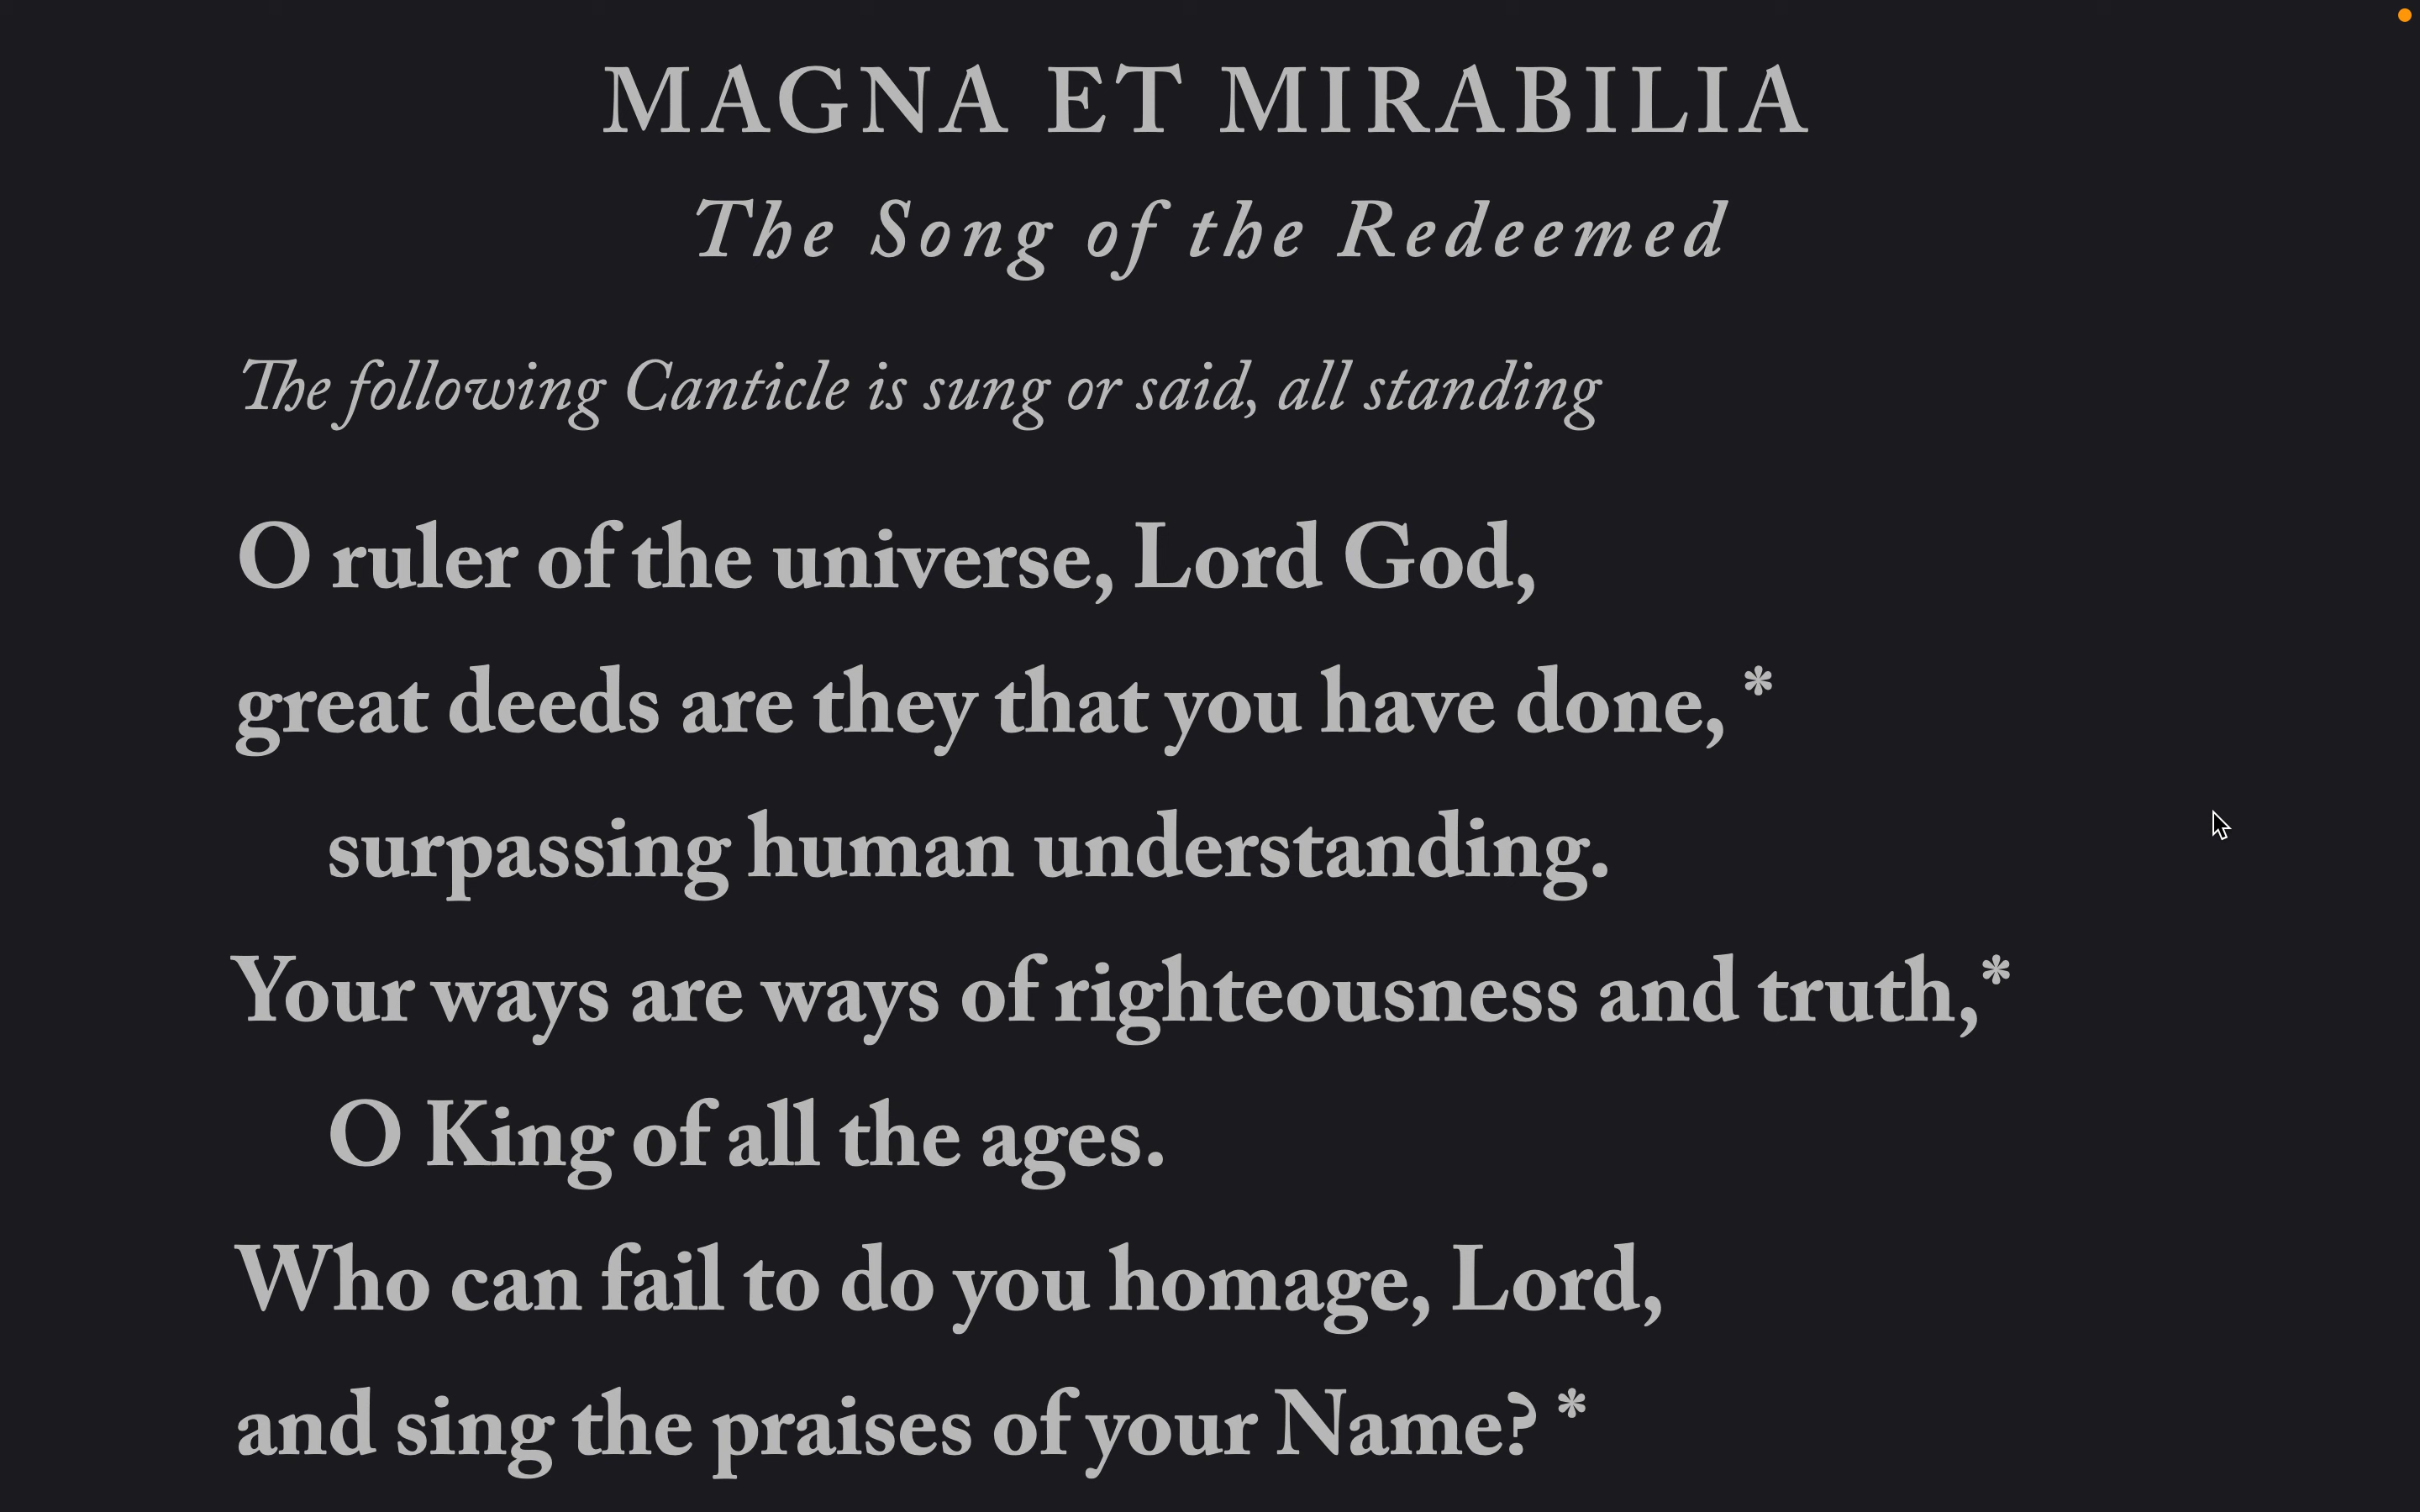 MAGNA ET MIRABILIA
The Song of the Redeemed
The following Canticle is sung or said, all standing
O ruler of the universe, Lord God,
great deeds are they that you have done,*
surpassing human understanding.
Your ways are ways of righteousness and truth,*
O King of all the ages.
Who can fail to do you homage, Lord,
and sing the praises of your Name?*